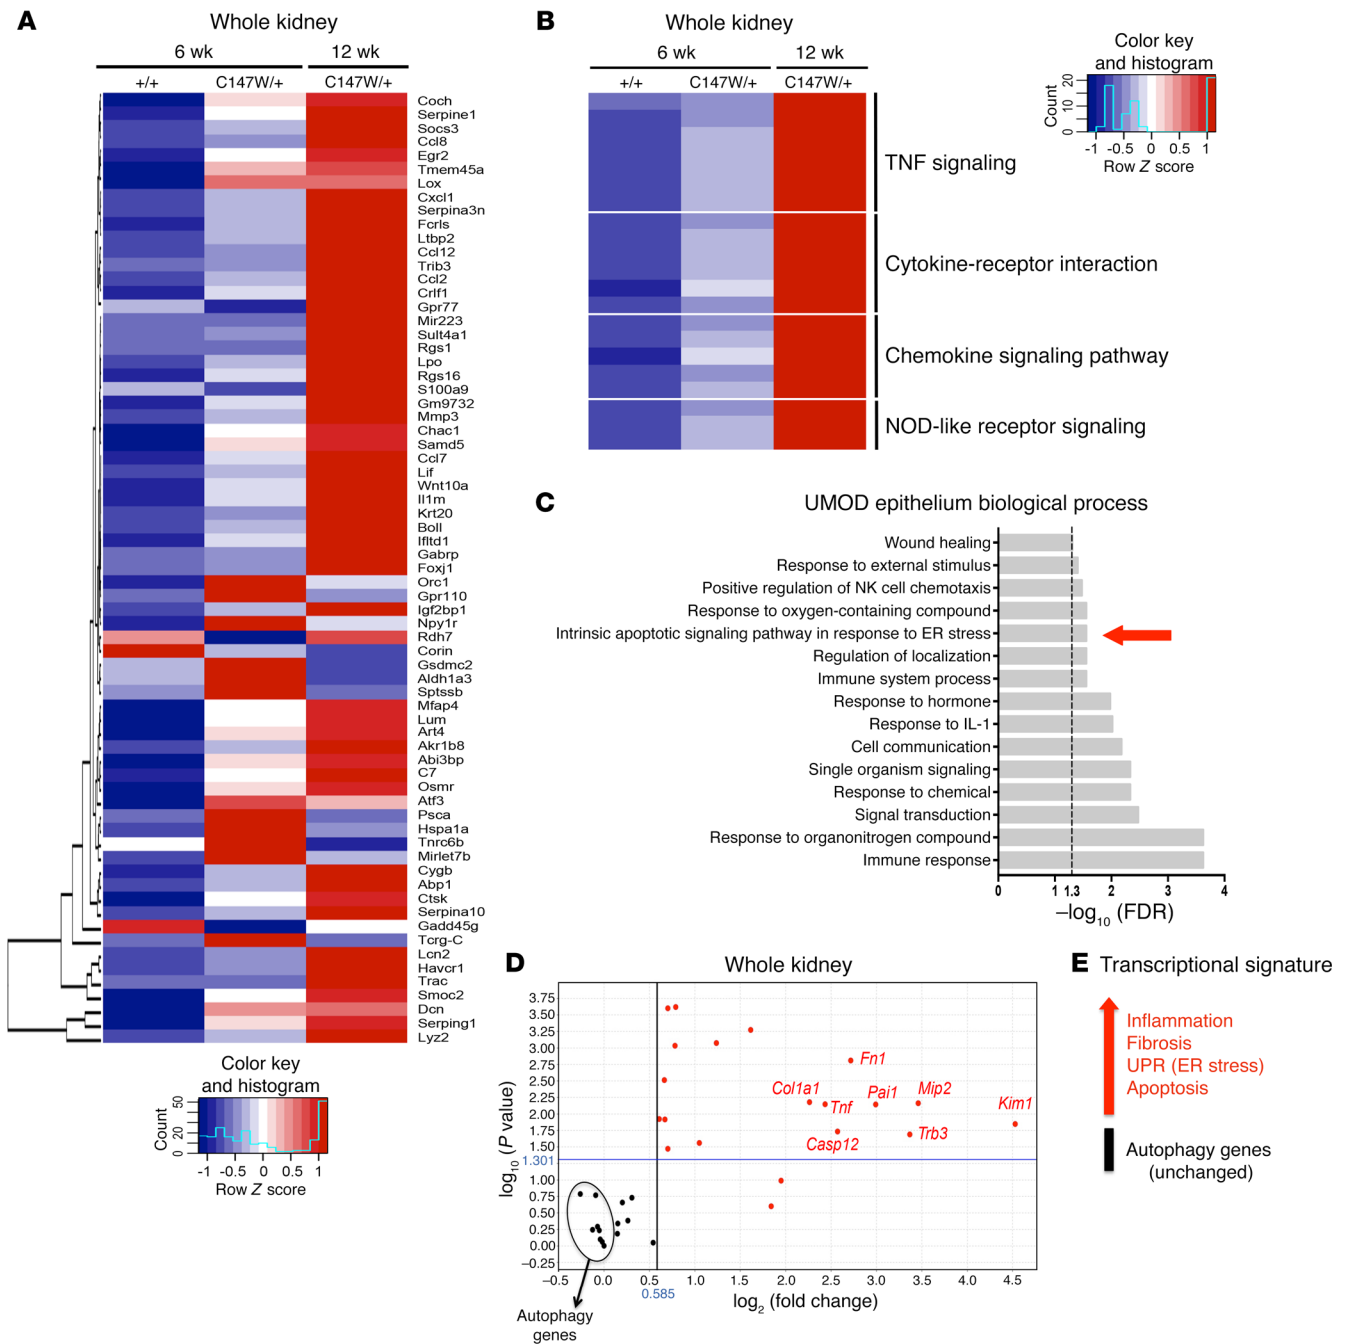 A
Whole kidney
6 wk
12 wk
+/+
C147W/+
C147W/+
Coch
Serpine1
Socs3
Ccl8
Egr2
Tmem45a
Lox
Cxcl1
Serpina3n
Fcrls
Ltbp2
Ccl12
Trib3
Ccl2
Crlf1
Gpr77
Mir223
Sult4a1
Rgs1
Lpo
Rgs16
S100a9
Gm9732
Mmp3
Chac1
Samd5
Ccl7
Lif
Wnt10a
Il1rn
Krt20
Boll
Ifltd1
Gabrp
Foxj1
Orc1
Gpr110
Igf2bp1
Npy1r
Rdh7
Corin
Gsdmc2
Aldh1a3
Sptssb
Mfap4
Lum
Art4
Akr1b8
Abi3bp
C7
Osmr
Atf3
Psca
Hspa1a
Tnrc6b
Mirlet7b
Cygb
Abp1
Ctsk
Serpina10
Gadd45g
Tcrg-C
Lcn2
Havcr1
Trac
Smoc2
Dcn
Serping1
Lyz2
Color key
and histogram
Count
50
20
0
-1 -0.5 0 0.5 1
Row Z score
B
Whole kidney
6 wk
12 wk
+/+
C147W/+
C147W/+
TNF signaling
Cytokine-receptor interaction
Chemokine signaling pathway
NOD-like receptor signaling
Color key
and histogram
Count
20
10
0
-1 -0.5 0 0.5 1
Row Z score
C
UMOD epithelium biological process
Wound healing
Response to external stimulus
Positive regulation of NK cell chemotaxis
Response to oxygen-containing compound
Intrinsic apoptotic signaling pathway in response to ER stress
Regulation of localization
Immune system process
Response to hormone
Response to IL-1
Cell communication
Single organism signaling
Response to chemical
Signal transduction
Response to organonitrogen compound
Immune response
0 1 1.3 2 3 4
−log10 (FDR)
D
Whole kidney
log10 (P value)
3.75
3.50
3.25
3.00
2.75
2.50
2.25
2.00
1.75
1.50
1.301
1.00
0.75
0.50
0.25
0.00
−0.25
Fn1
Col1a1
Tnf
Pai1
Mip2
Kim1
Casp12
Trb3
−0.5 0.0 0.5 1.0 1.5 2.0 2.5 3.0 3.5 4.0 4.5
0.585
log2 (fold change)
Autophagy
genes
E
Transcriptional signature
Inflammation
Fibrosis
UPR (ER stress)
Apoptosis
Autophagy genes
(unchanged)